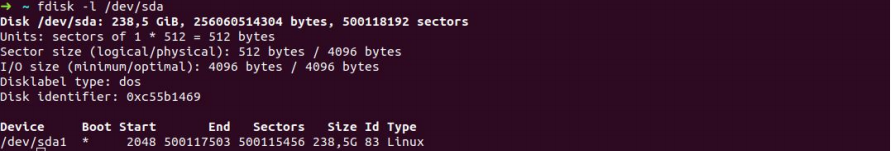 ➜ ~ fdisk -l /dev/sda
Disk /dev/sda: 238,5 GiB, 256060514304 bytes, 500118192 sectors
Units: sectors of 1 * 512 = 512 bytes
Sector size (logical/physical): 512 bytes / 4096 bytes
I/O size (minimum/optimal): 4096 bytes / 4096 bytes
Disklabel type: dos
Disk identifier: 0xc55b1469

Device     Boot Start       End   Sectors   Size Id Type
/dev/sda1  *     2048 500117503 500115456 238,5G 83 Linux